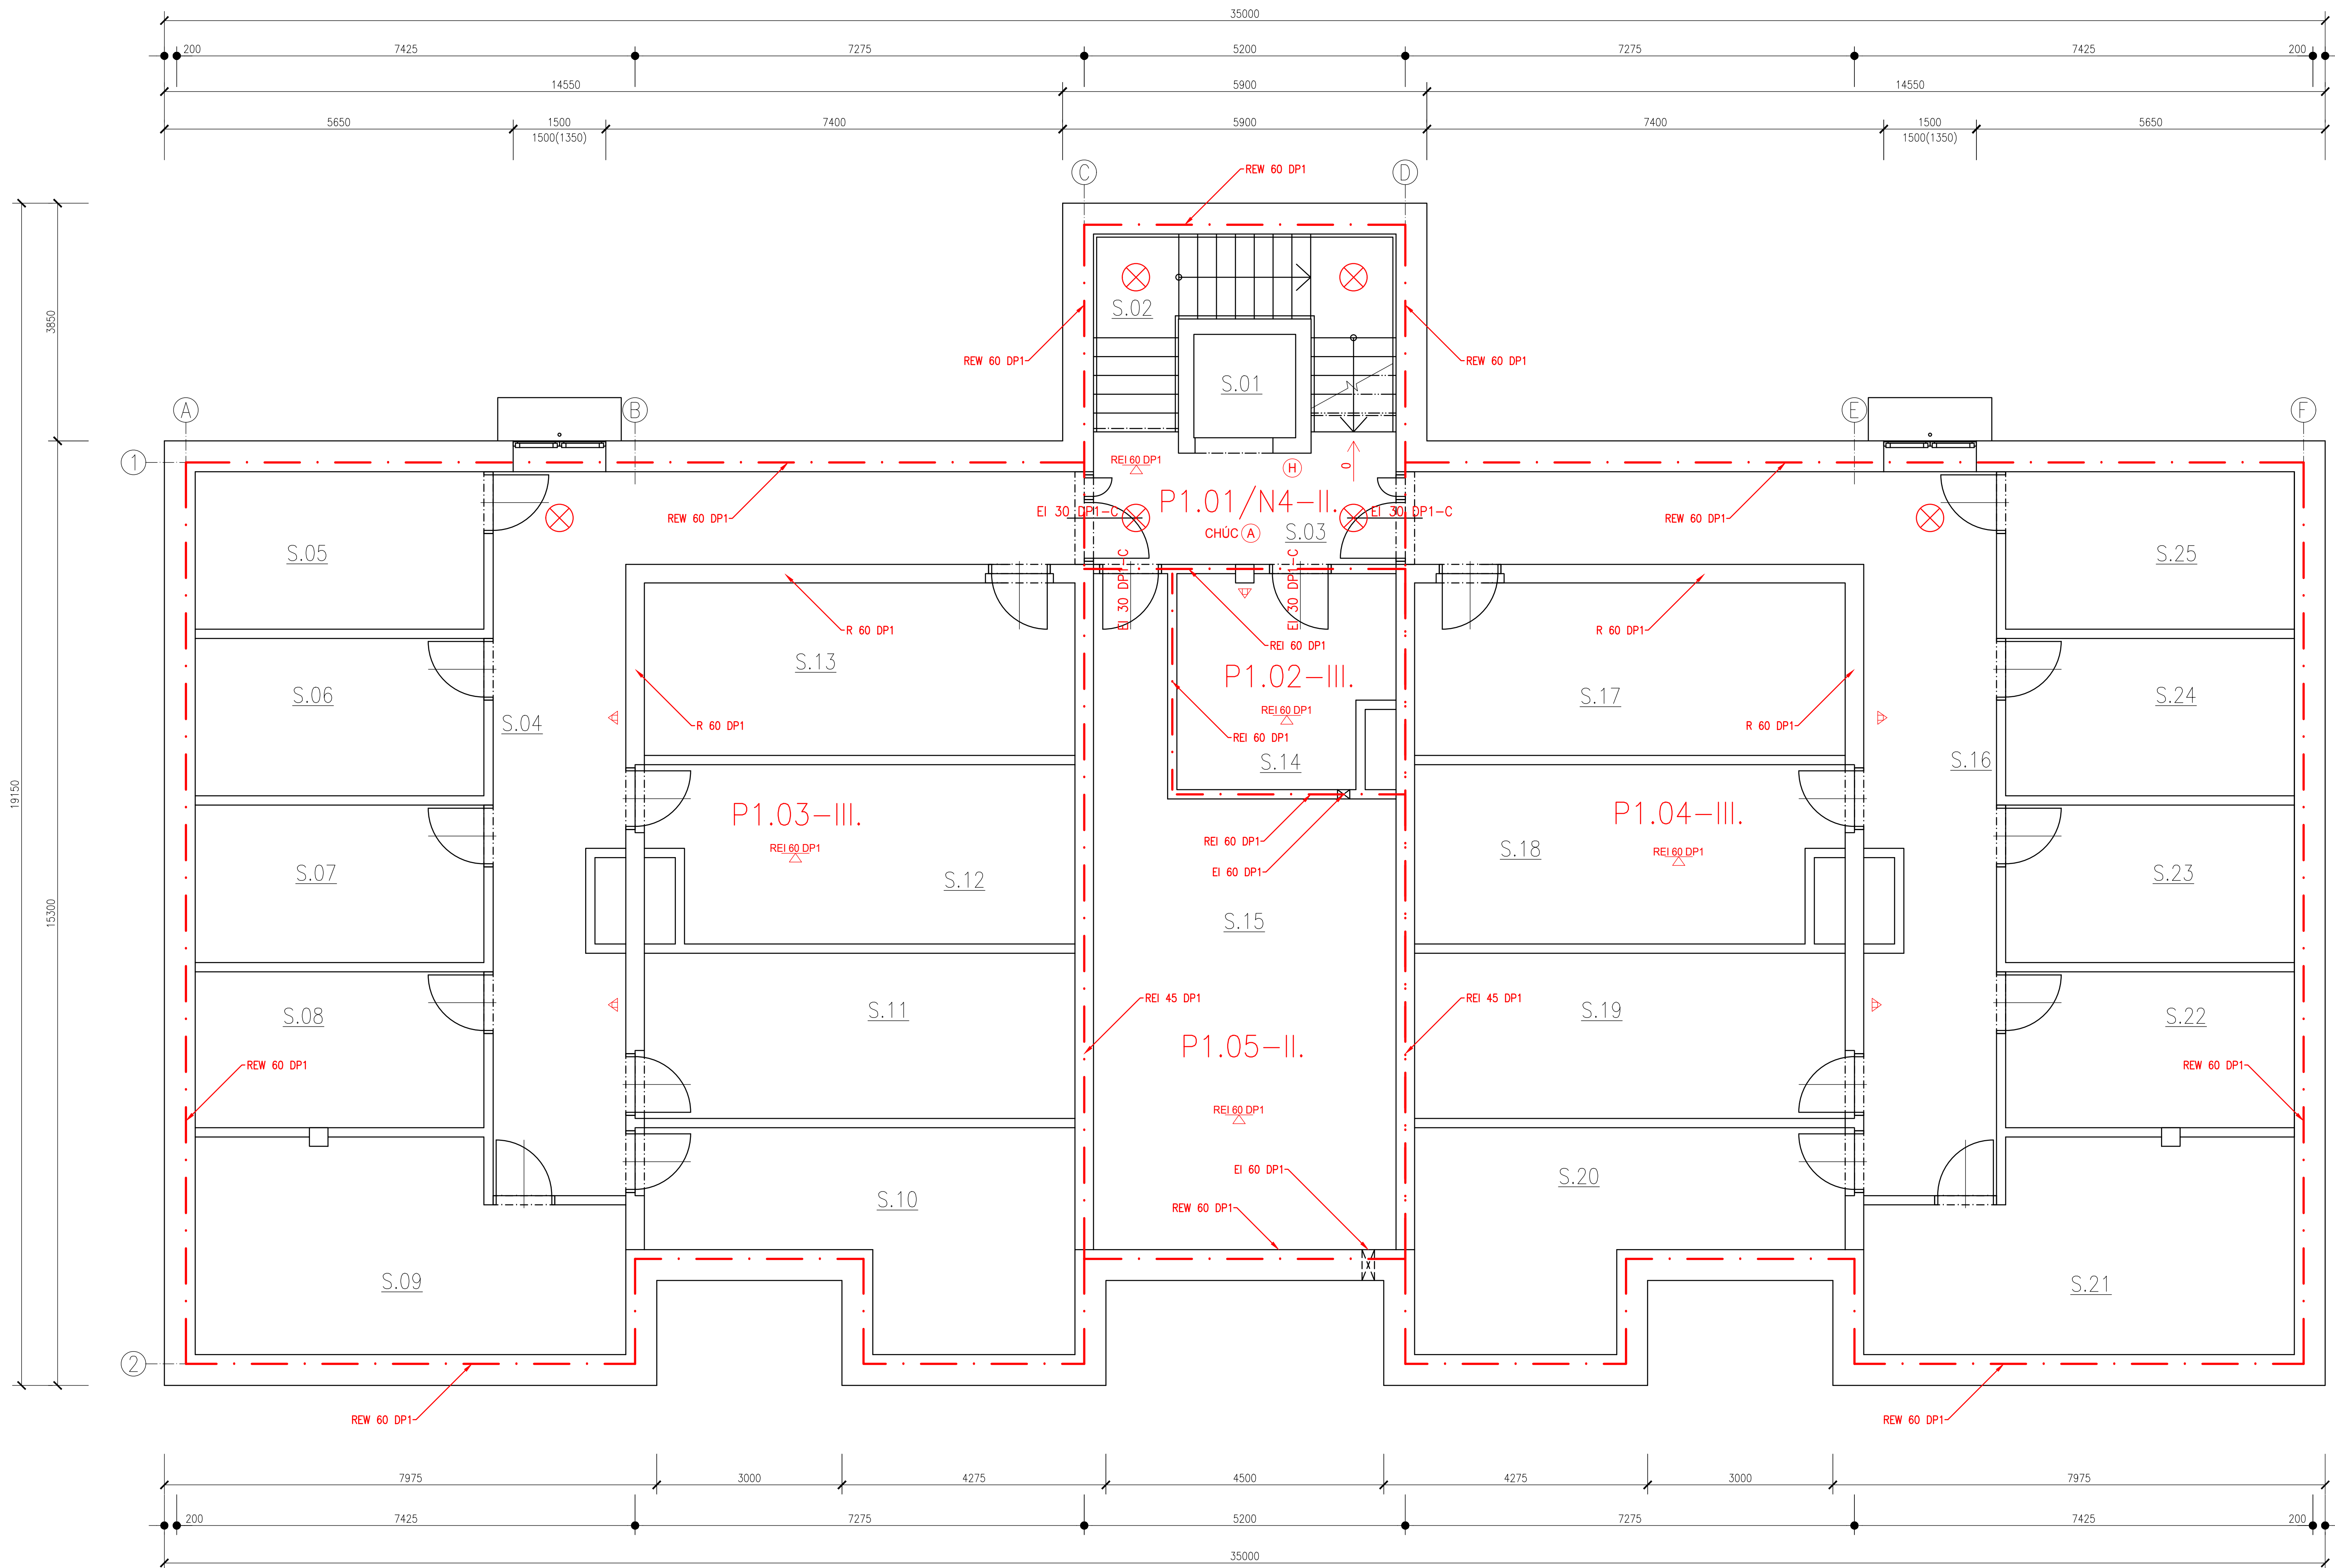 35000
200 7425 7275 5200 7275 7425 200
14550 5900 14550
5650 1500 7400 5900 7400 1500 5650
1500(1350) 1500(1350)
C D
REW 60 DP1
3850
S.02
REW 60 DP1 REW 60 DP1
S.01
A B E F
1
REI 60 DP1
H
0
P1.01/N4-II.
EI 30 DP1-C EI 30 DP1-C
REW 60 DP1 REW 60 DP1
CHÚC A
S.03
S.05 S.25
EI 30 DP1-C EI 30 DP1-C
R 60 DP1 R 60 DP1
REI 60 DP1
S.13
P1.02-III.
S.06 S.17 S.24
REI 60 DP1
S.04
R 60 DP1 R 60 DP1
REI 60 DP1
S.14
S.16
19150
P1.03-III. P1.04-III.
REI 60 DP1
REI 60 DP1 REI 60 DP1
S.18
S.07 S.12 S.23
EI 60 DP1
15300
S.15
REI 45 DP1 REI 45 DP1
S.08 S.11 S.19 S.22
P1.05-II.
REW 60 DP1 REW 60 DP1
REI 60 DP1
EI 60 DP1
S.20
S.10
REW 60 DP1
S.09 S.21
2
REW 60 DP1 REW 60 DP1
7975 3000 4275 4500 4275 3000 7975
200 7425 7275 5200 7275 7425 200
35000